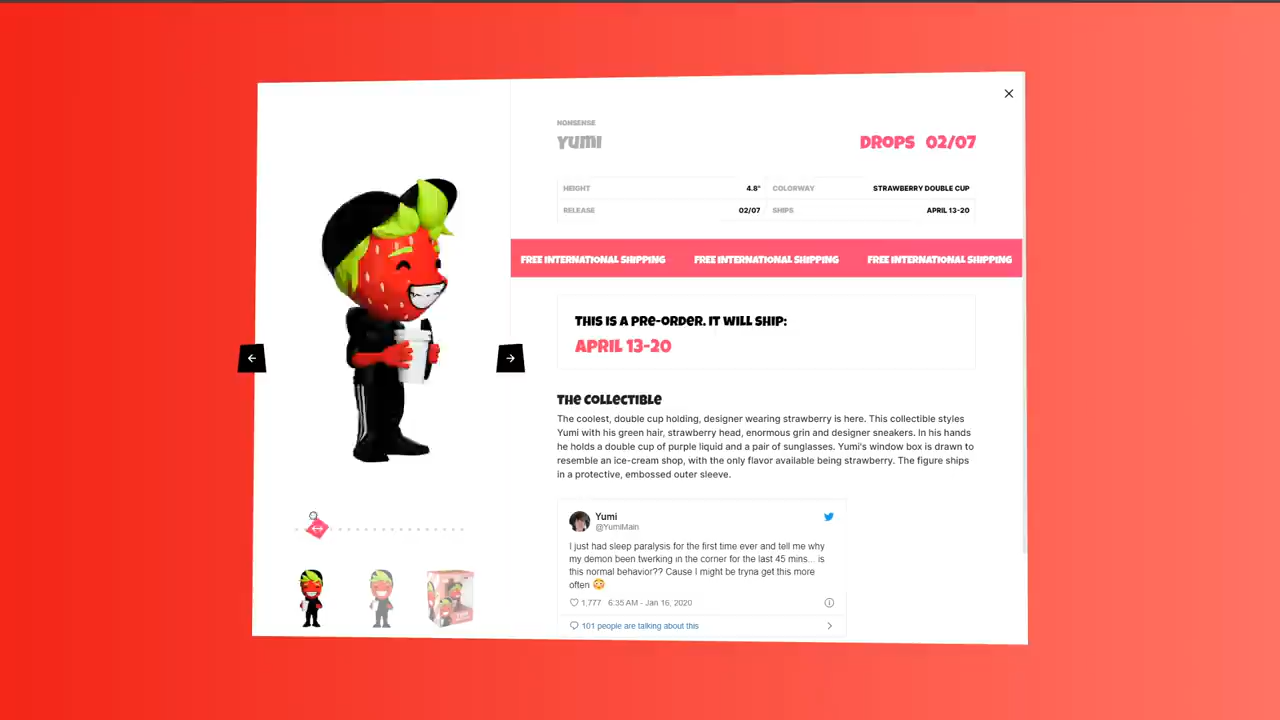 NONSENSE
YUMI
DROPS 02/07
HEIGHT 4.8" COLORWAY STRAWBERRY DOUBLE CUP
RELEASE 02/07 SHIPS APRIL 13-20
FREE INTERNATIONAL SHIPPING FREE INTERNATIONAL SHIPPING FREE INTERNATIONAL SHIPPING
THIS IS A PRE-ORDER. IT WILL SHIP:
APRIL 13-20
THE COLLECTIBLE
The coolest, double cup holding, designer wearing strawberry is here. This collectible styles
Yumi with his green hair, strawberry head, enormous grin and designer sneakers. In his hands
he holds a double cup of purple liquid and a pair of sunglasses. Yumi's window box is drawn to
resemble an ice-cream shop, with the only flavor available being strawberry. The figure ships
in a protective, embossed outer sleeve.
Yumi
@YumiMain
I just had sleep paralysis for the first time ever and tell me why
my demon been twerking in the corner for the last 45 mins... is
this normal behavior?? Cause I might be tryna get this more
often 😳
1,777 6:35 AM - Jan 16, 2020
101 people are talking about this